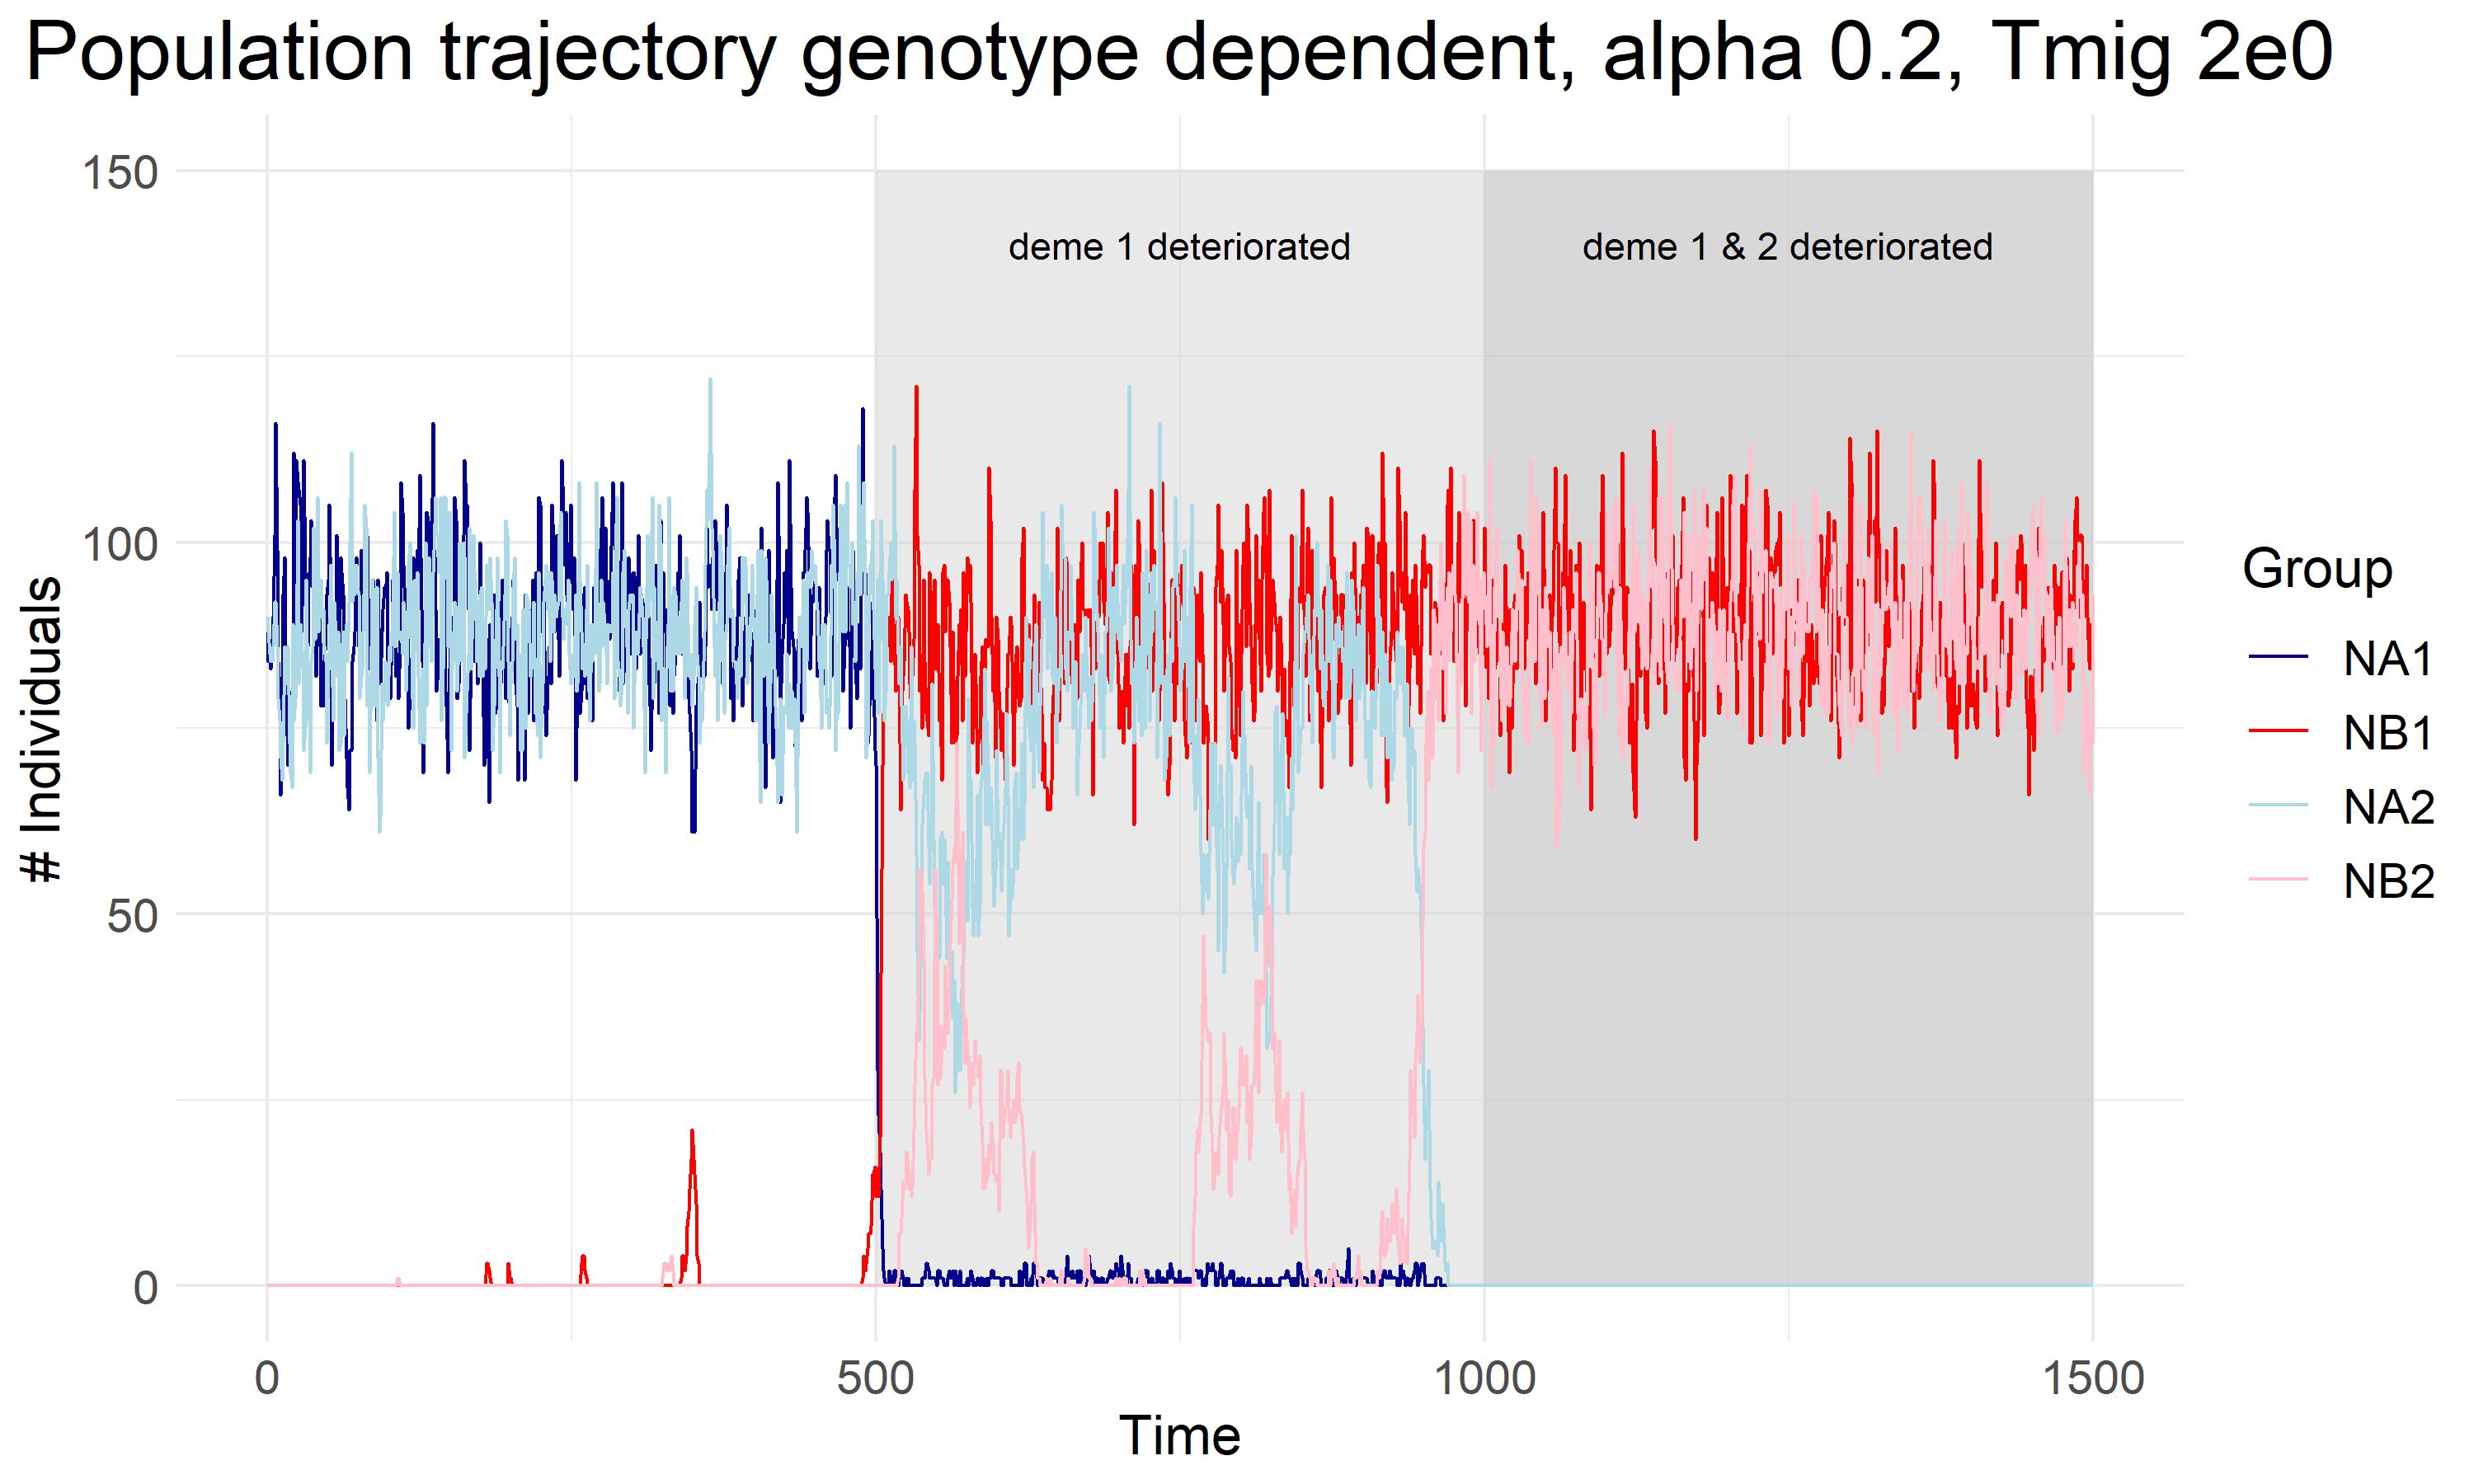 Population trajectory genotype dependent, alpha 0.2, Tmig 2e0
150
100
50
0
# Individuals
deme 1 deteriorated
deme 1 & 2 deteriorated
0
500
1000
1500
Time
Group
NA1
NB1
NA2
NB2